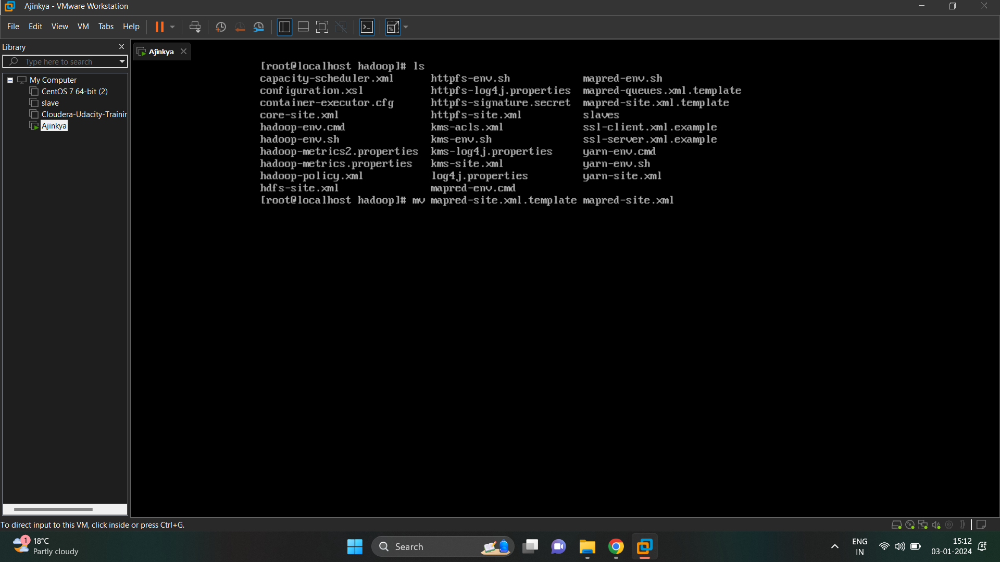 Ajinkya - VMware Workstation
File Edit View VM Tabs Help
Library
Type here to search
My Computer
CentOS 7 64-bit (2)
slave
Cloudera-Udacity-Trainir
Ajinkya
Ajinkya
[root@localhost hadoop]# ls
capacity-scheduler.xml httpfs-env.sh mapred-env.sh
configuration.xsl httpfs-log4j.properties mapred-queues.xml.template
container-executor.cfg httpfs-signature.secret mapred-site.xml.template
core-site.xml httpfs-site.xml slaves
hadoop-env.cmd kms-acls.xml ssl-client.xml.example
hadoop-env.sh kms-env.sh ssl-server.xml.example
hadoop-metrics2.properties kms-log4j.properties yarn-env.cmd
hadoop-metrics.properties kms-site.xml yarn-env.sh
hadoop-policy.xml log4j.properties yarn-site.xml
hdfs-site.xml mapred-env.cmd
[root@localhost hadoop]# mv mapred-site.xml.template mapred-site.xml
To direct input to this VM, click inside or press Ctrl+G.
1
18°C
Partly cloudy
Search
ENG
IN
15:12
03-01-2024